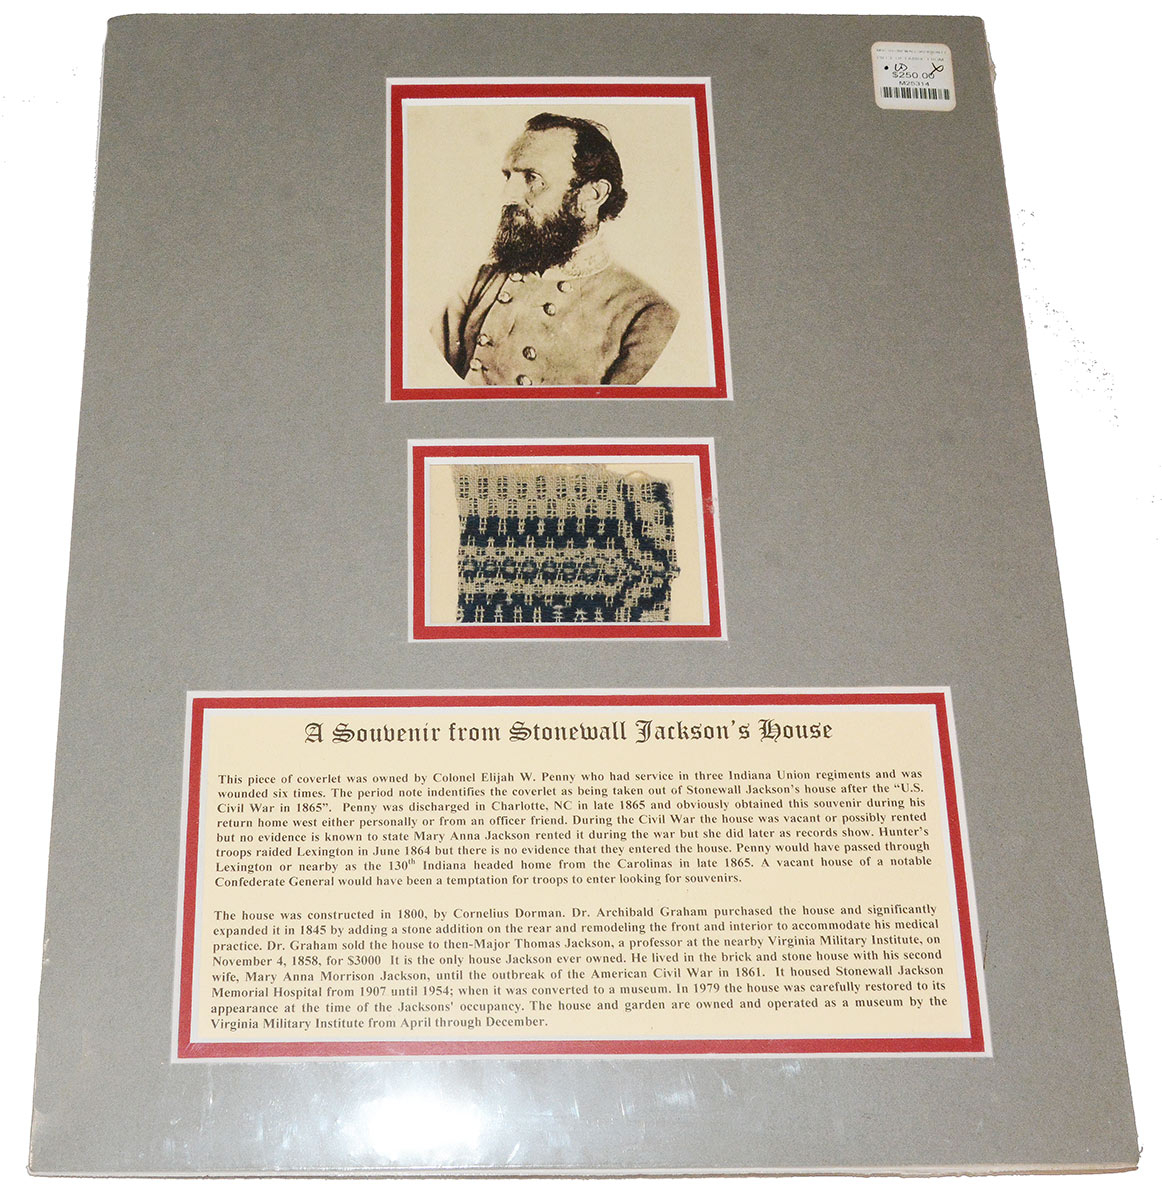 $250.00
M25314
A Souvenir from Stonewall Jackson's House
This piece of coverlet was owned by Colonel Elijah W. Penny who had service in three Indiana Union regiments and was
wounded six times. The period note indentifies the coverlet as being taken out of Stonewall Jackson's house after the “U.S.
Civil War in 1865”. Penny was discharged in Charlotte, NC in late 1865 and obviously obtained this souvenir during his
return home west either personally or from an officer friend. During the Civil War the house was vacant or possibly rented
but no evidence is known to state Mary Anna Jackson rented it during the war but she did later as records show. Hunter's
troops raided Lexington in June 1864 but there is no evidence that they entered the house. Penny would have passed through
Lexington or nearby as the 130th Indiana headed home from the Carolinas in late 1865. A vacant house of a notable
Confederate General would have been a temptation for troops to enter looking for souvenirs.
The house was constructed in 1800, by Cornelius Dorman. Dr. Archibald Graham purchased the house and significantly
expanded it in 1845 by adding a stone addition on the rear and remodeling the front and interior to accommodate his medical
practice. Dr. Graham sold the house to then-Major Thomas Jackson, a professor at the nearby Virginia Military Institute, on
November 4, 1858, for $3000 It is the only house Jackson ever owned. He lived in the brick and stone house with his second
wife, Mary Anna Morrison Jackson, until the outbreak of the American Civil War in 1861. It housed Stonewall Jackson
Memorial Hospital from 1907 until 1954; when it was converted to a museum. In 1979 the house was carefully restored to its
appearance at the time of the Jacksons' occupancy. The house and garden are owned and operated as a museum by the
Virginia Military Institute from April through December.